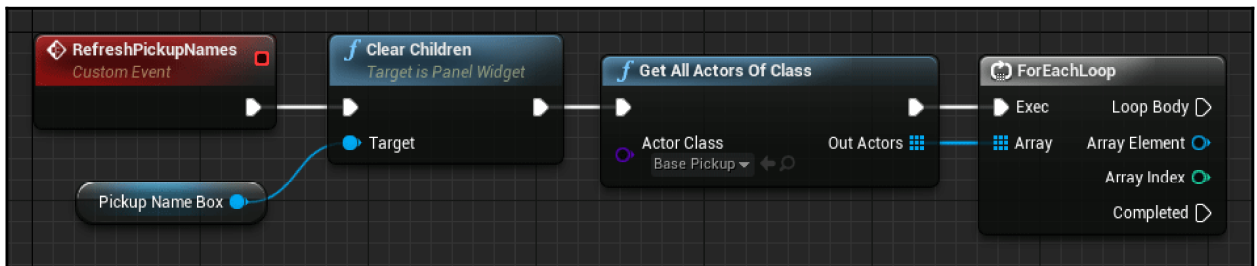 RefreshPickupNames
Custom Event
Clear Children
Target is Panel Widget
Target
Pickup Name Box
Get All Actors Of Class
Actor Class
Base Pickup
Out Actors
ForEachLoop
Exec
Loop Body
Array
Array Element
Array Index
Completed